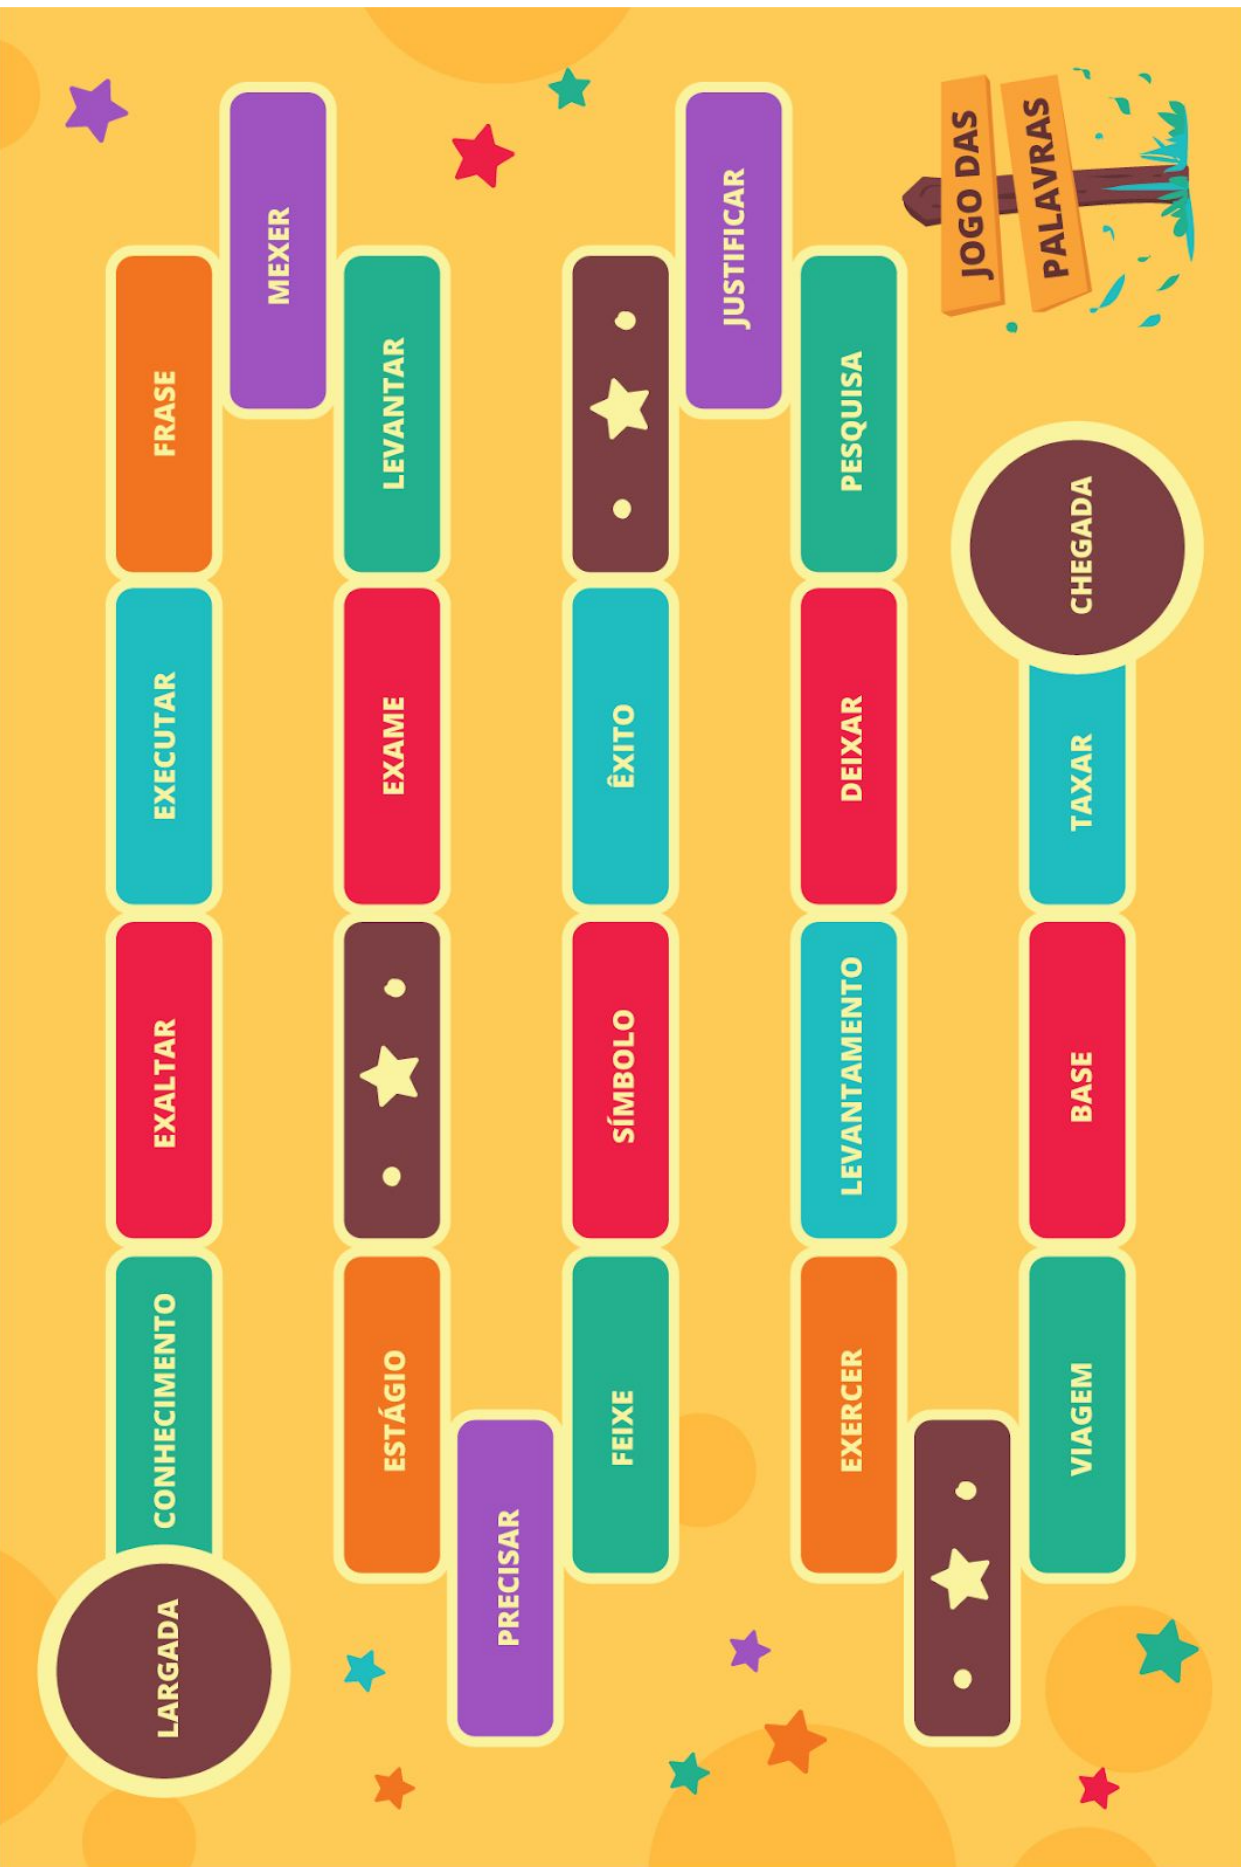 JOGO DAS
PALAVRAS
LARGADA
CONHECIMENTO
EXALTAR
EXECUTAR
FRASE
MEXER
LEVANTAR
EXAME
ESTÁGIO
PRECISAR
FEIXE
SÍMBOLO
ÊXITO
JUSTIFICAR
PESQUISA
DEIXAR
LEVANTAMENTO
EXERCER
VIAGEM
BASE
TAXAR
CHEGADA